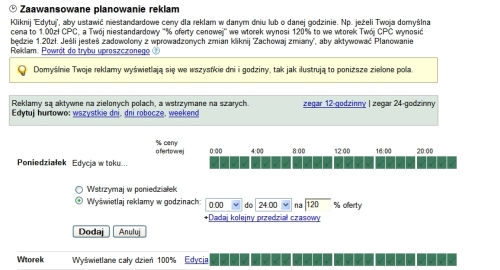 Zaawansowane planowanie reklam
Kliknij 'Edytuj', aby ustawić niestandardowe ceny dla reklam w danym dniu lub o danej godzinie. Np. jeżeli Twoja domyślna
cena to 1.00zł CPC, a Twój niestandardowy "% oferty cenowej" we wtorek wynosi 120% to we wtorek Twój CPC wynosić
będzie 1.20zł. Jeśli jesteś zadowolony z wprowadzonych zmian kliknij 'Zachowaj zmiany', aby aktywować Planowanie
Reklam. Powrót do trybu uproszczonego ?
Domyślnie Twoje reklamy wyświetlają się we wszystkie dni i godziny, tak jak ilustrują to poniższe zielone pola.
Reklamy są aktywne na zielonych polach, a wstrzymane na szarych. zegar 12-godzinny | zegar 24-godzinny
Edytuj hurtowo: wszystkie dni, dni robocze, weekend
% ceny
ofertowej 0:00 4:00 8:00 12:00 16:00 20:00
Poniedziałek Edycja w toku...
Wstrzymaj w poniedziałek
Wyświetlaj reklamy w godzinach: 0:00 do 24:00 na 120 % oferty
+Dodaj kolejny przedział czasowy
Dodaj Anuluj
Wtorek Wyświetlane cały dzień 100% Edycja